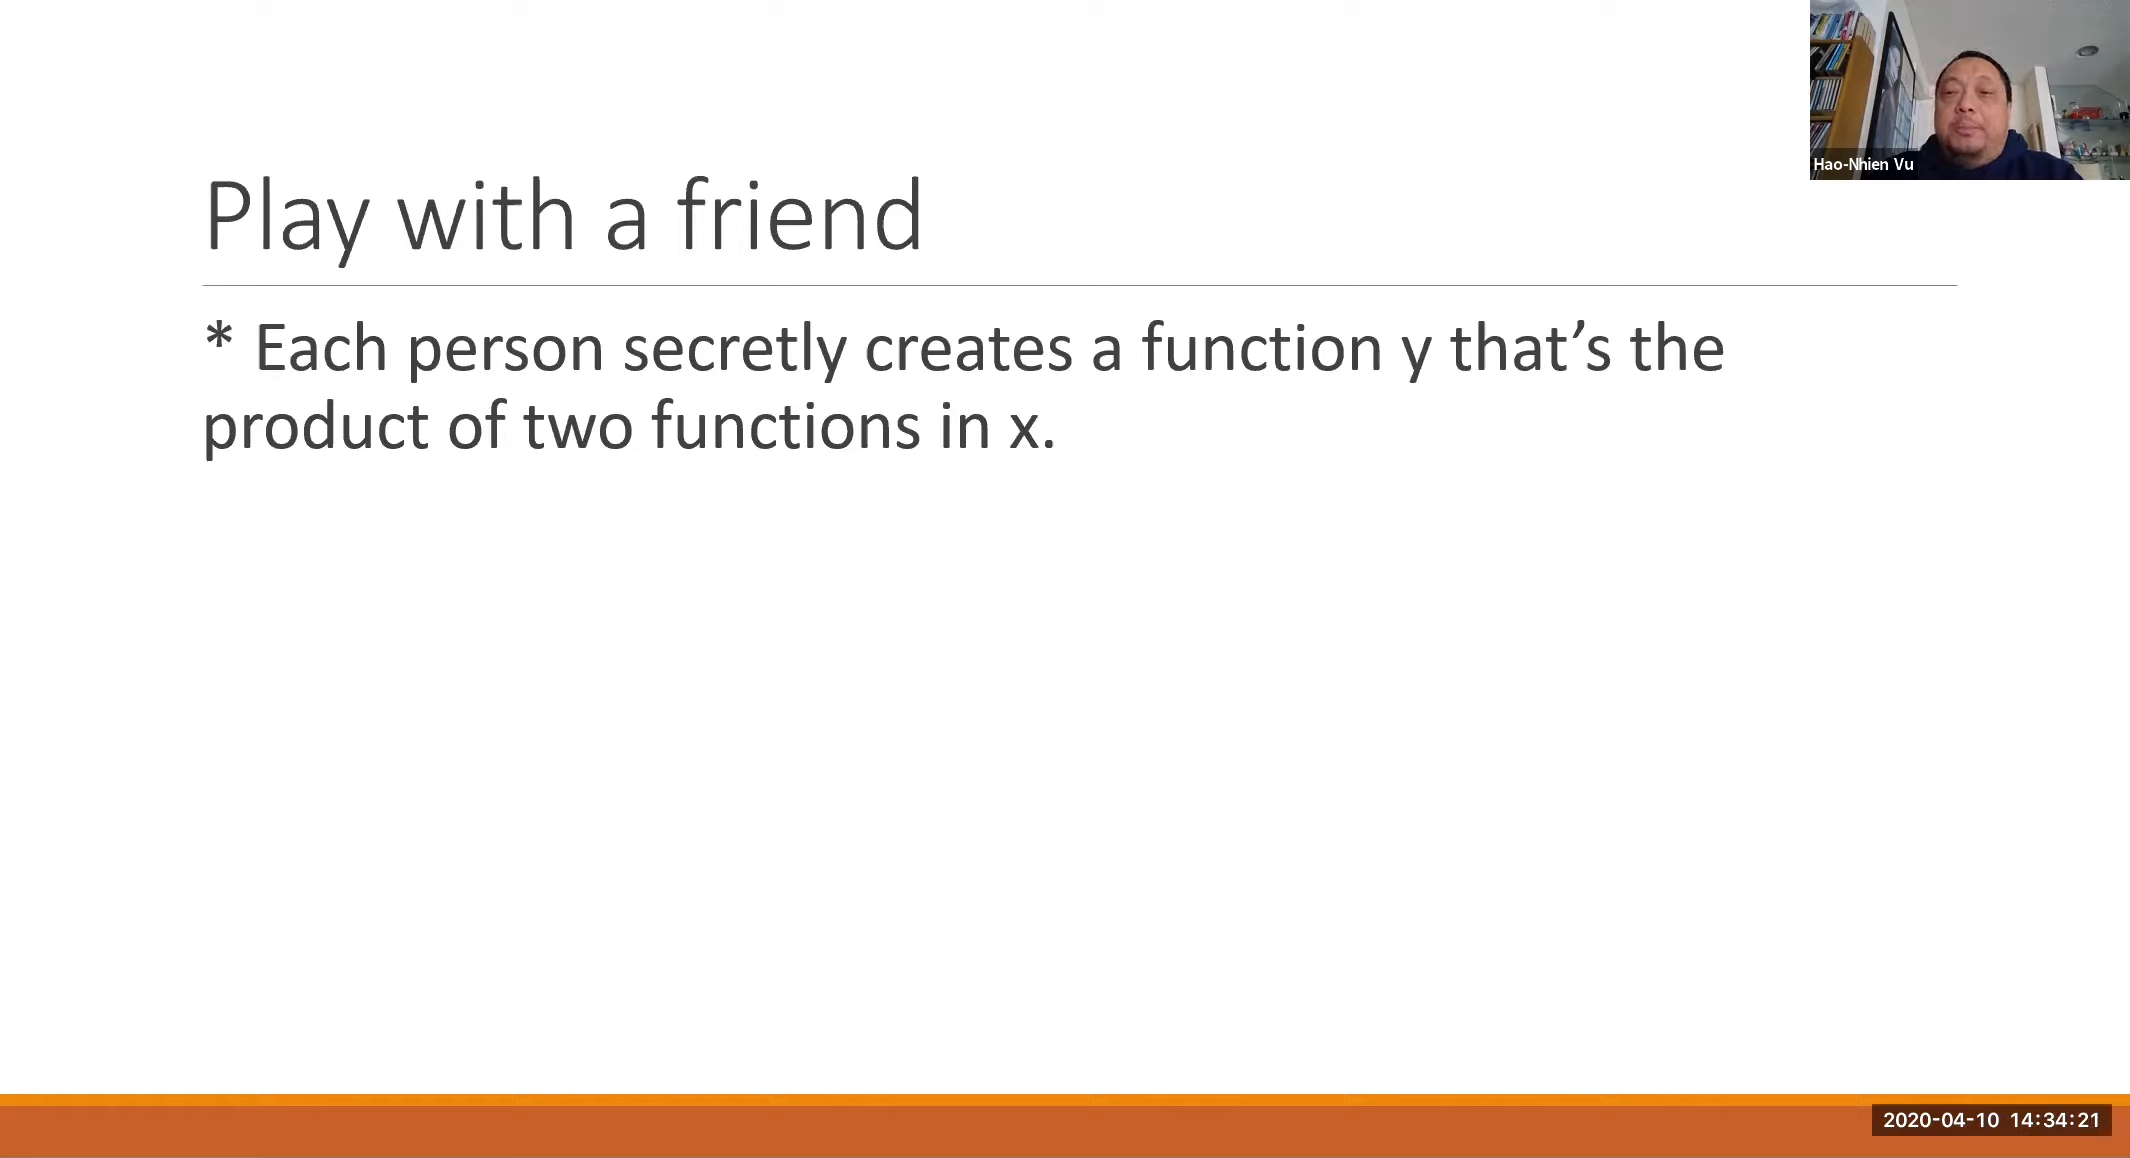 Hao-Nhien Vu
Play with a friend
* Each person secretly creates a function y that’s the
product of two functions in x.
2020-04-10 14:34:21